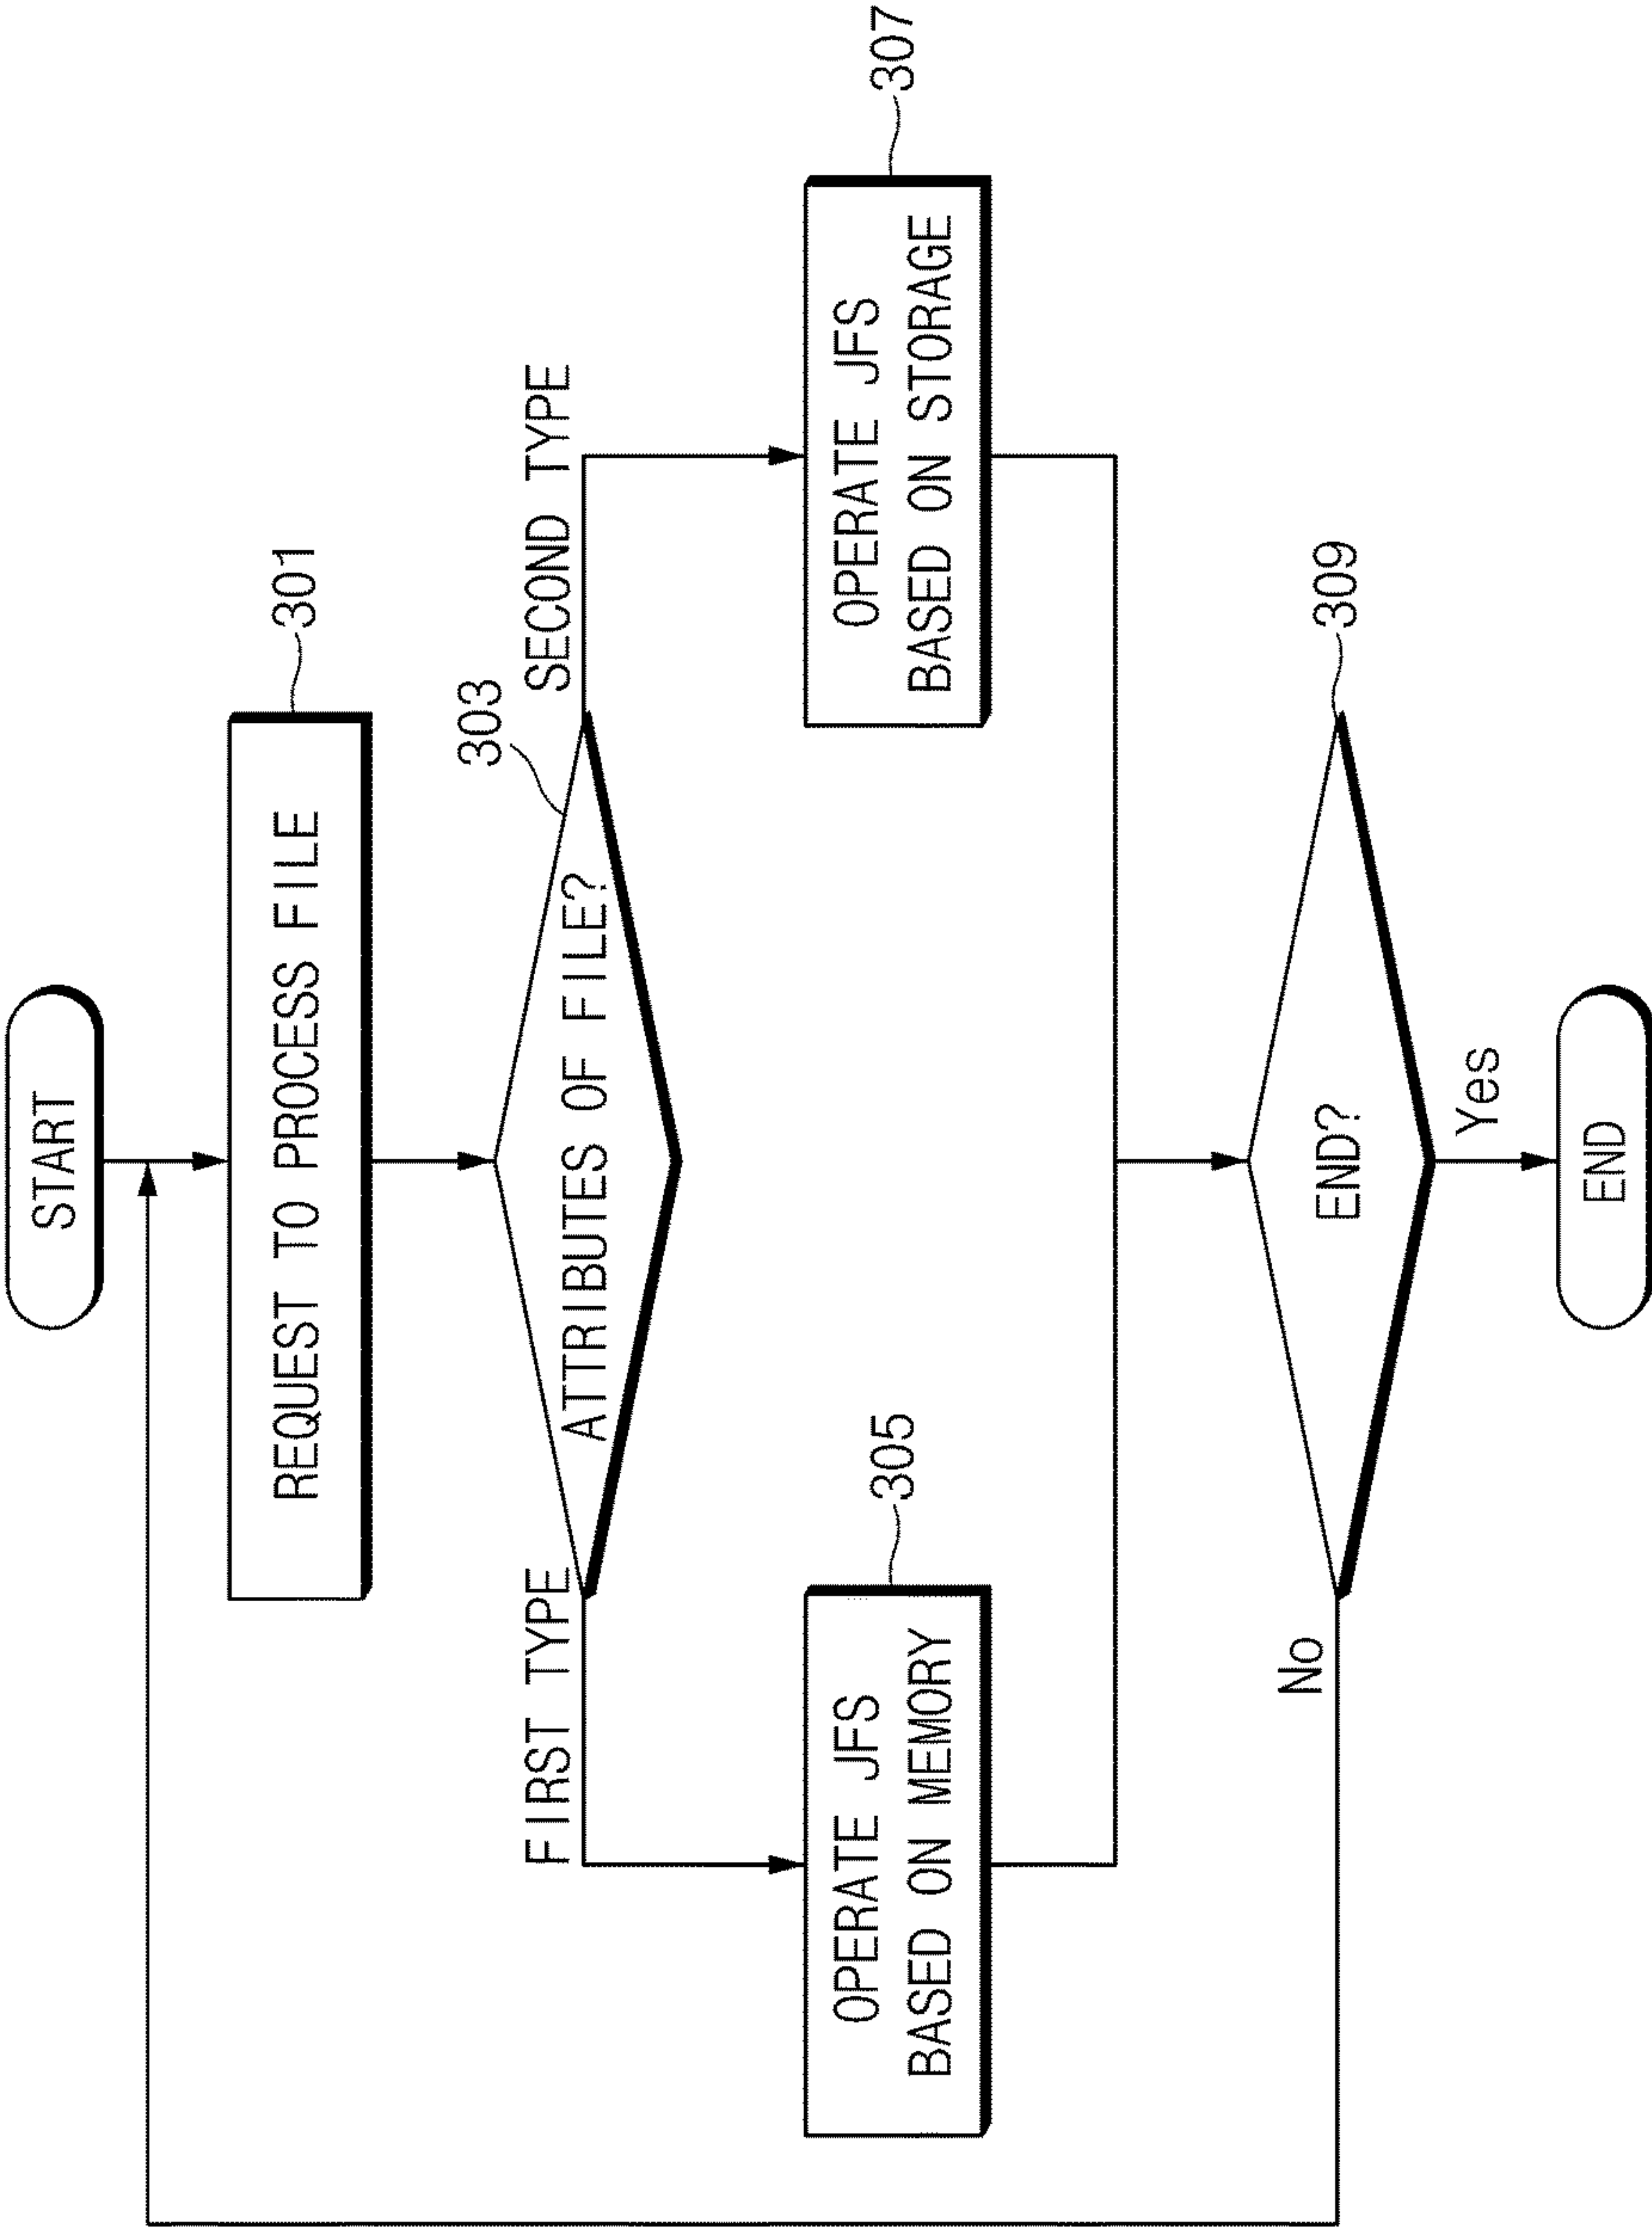 START
REQUEST TO PROCESS FILE
301
303
ATTRIBUTES OF FILE?
FIRST TYPE
SECOND TYPE
OPERATE JFS
BASED ON MEMORY
305
OPERATE JFS
BASED ON STORAGE
307
END?
309
No
Yes
END